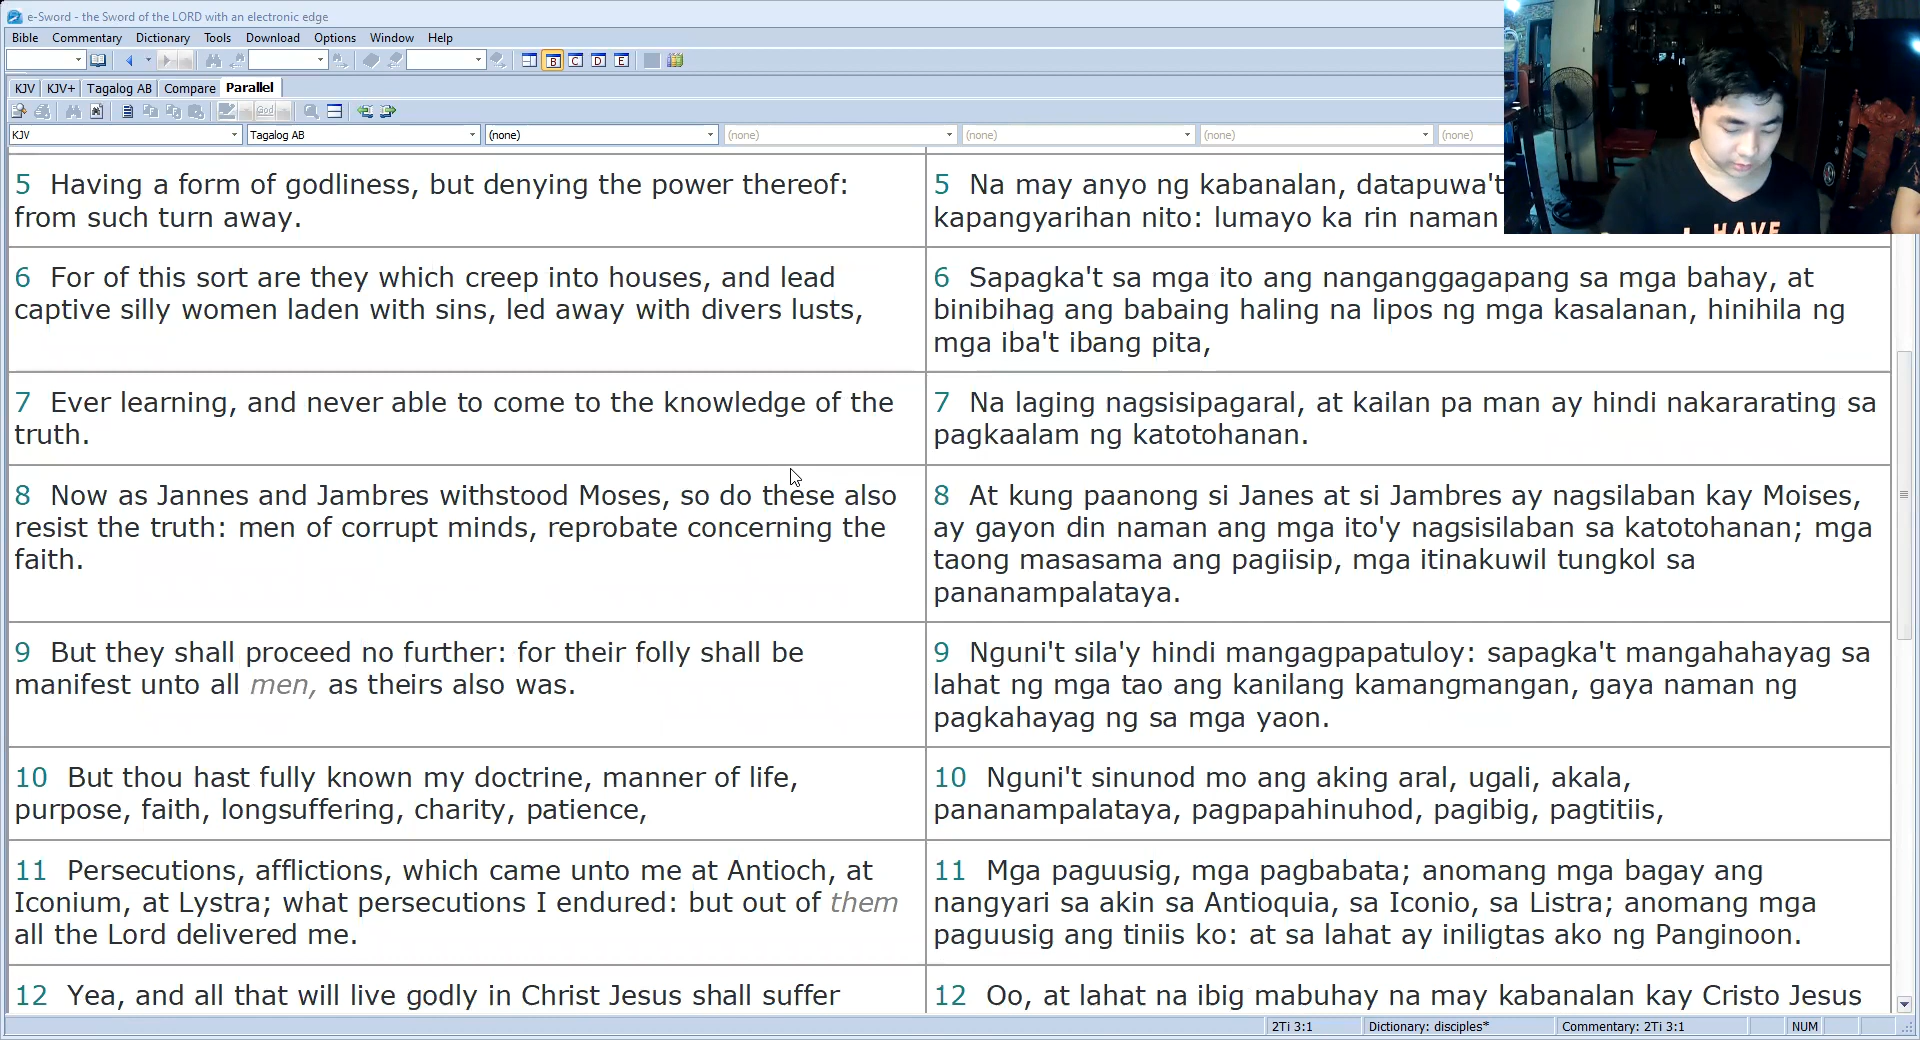 e-Sword - the Sword of the LORD with an electronic edge
Bible Commentary Dictionary Tools Download Options Window Help
B C D E
KJV KJV+ Tagalog AB Compare Parallel
God
KJV Tagalog AB (none) (none) (none) (none) (none)
5 Having a form of godliness, but denying the power thereof:
from such turn away.
5 Na may anyo ng kabanalan, datapuwa't
kapangyarihan nito: lumayo ka rin naman
HAVE
6 For of this sort are they which creep into houses, and lead
captive silly women laden with sins, led away with divers lusts,
6 Sapagka't sa mga ito ang nanganggagapang sa mga bahay, at
binibihag ang babaing haling na lipos ng mga kasalanan, hinihila ng
mga iba't ibang pita,
7 Ever learning, and never able to come to the knowledge of the
truth.
7 Na laging nagsisipagaral, at kailan pa man ay hindi nakararating sa
pagkaalam ng katotohanan.
8 Now as Jannes and Jambres withstood Moses, so do these also
resist the truth: men of corrupt minds, reprobate concerning the
faith.
8 At kung paanong si Janes at si Jambres ay nagsilaban kay Moises,
ay gayon din naman ang mga ito'y nagsisilaban sa katotohanan; mga
taong masasama ang pagiisip, mga itinakuwil tungkol sa
pananampalataya.
9 But they shall proceed no further: for their folly shall be
manifest unto all men, as theirs also was.
9 Nguni't sila'y hindi mangagpapatuloy: sapagka't mangahahayag sa
lahat ng mga tao ang kanilang kamangmangan, gaya naman ng
pagkahayag ng sa mga yaon.
10 But thou hast fully known my doctrine, manner of life,
purpose, faith, longsuffering, charity, patience,
10 Nguni't sinunod mo ang aking aral, ugali, akala,
pananampalataya, pagpapahinuhod, pagibig, pagtitiis,
11 Persecutions, afflictions, which came unto me at Antioch, at
Iconium, at Lystra; what persecutions I endured: but out of them
all the Lord delivered me.
11 Mga paguusig, mga pagbabata; anomang mga bagay ang
nangyari sa akin sa Antioquia, sa Iconio, sa Listra; anomang mga
paguusig ang tiniis ko: at sa lahat ay iniligtas ako ng Panginoon.
12 Yea, and all that will live godly in Christ Jesus shall suffer
12 Oo, at lahat na ibig mabuhay na may kabanalan kay Cristo Jesus
2Ti 3:1 Dictionary: disciples* Commentary: 2Ti 3:1 NUM